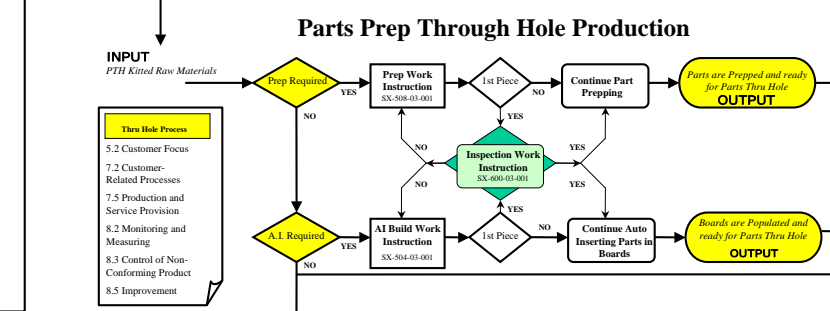 Parts Prep Through Hole Production
INPUT
PTH Kitted Raw Materials
Prep Required
YES
NO
Prep Work
Instruction
SX-508-03-001
1st Piece
NO
YES
Continue Part
Prepping
Parts are Prepped and ready
for Parts Thru Hole
OUTPUT
Thru Hole Process
5.2 Customer Focus
7.2 Customer-
Related Processes
7.5 Production and
Service Provision
8.2 Monitoring and
Measuring
8.3 Control of Non-
Conforming Product
8.5 Improvement
NO
NO
Inspection Work
Instruction
SX-600-03-001
YES
YES
A.I. Required
YES
NO
AI Build Work
Instruction
SX-504-03-001
YES
1st Piece
NO
Continue Auto
Inserting Parts in
Boards
Boards are Populated and
ready for Parts Thru Hole
OUTPUT